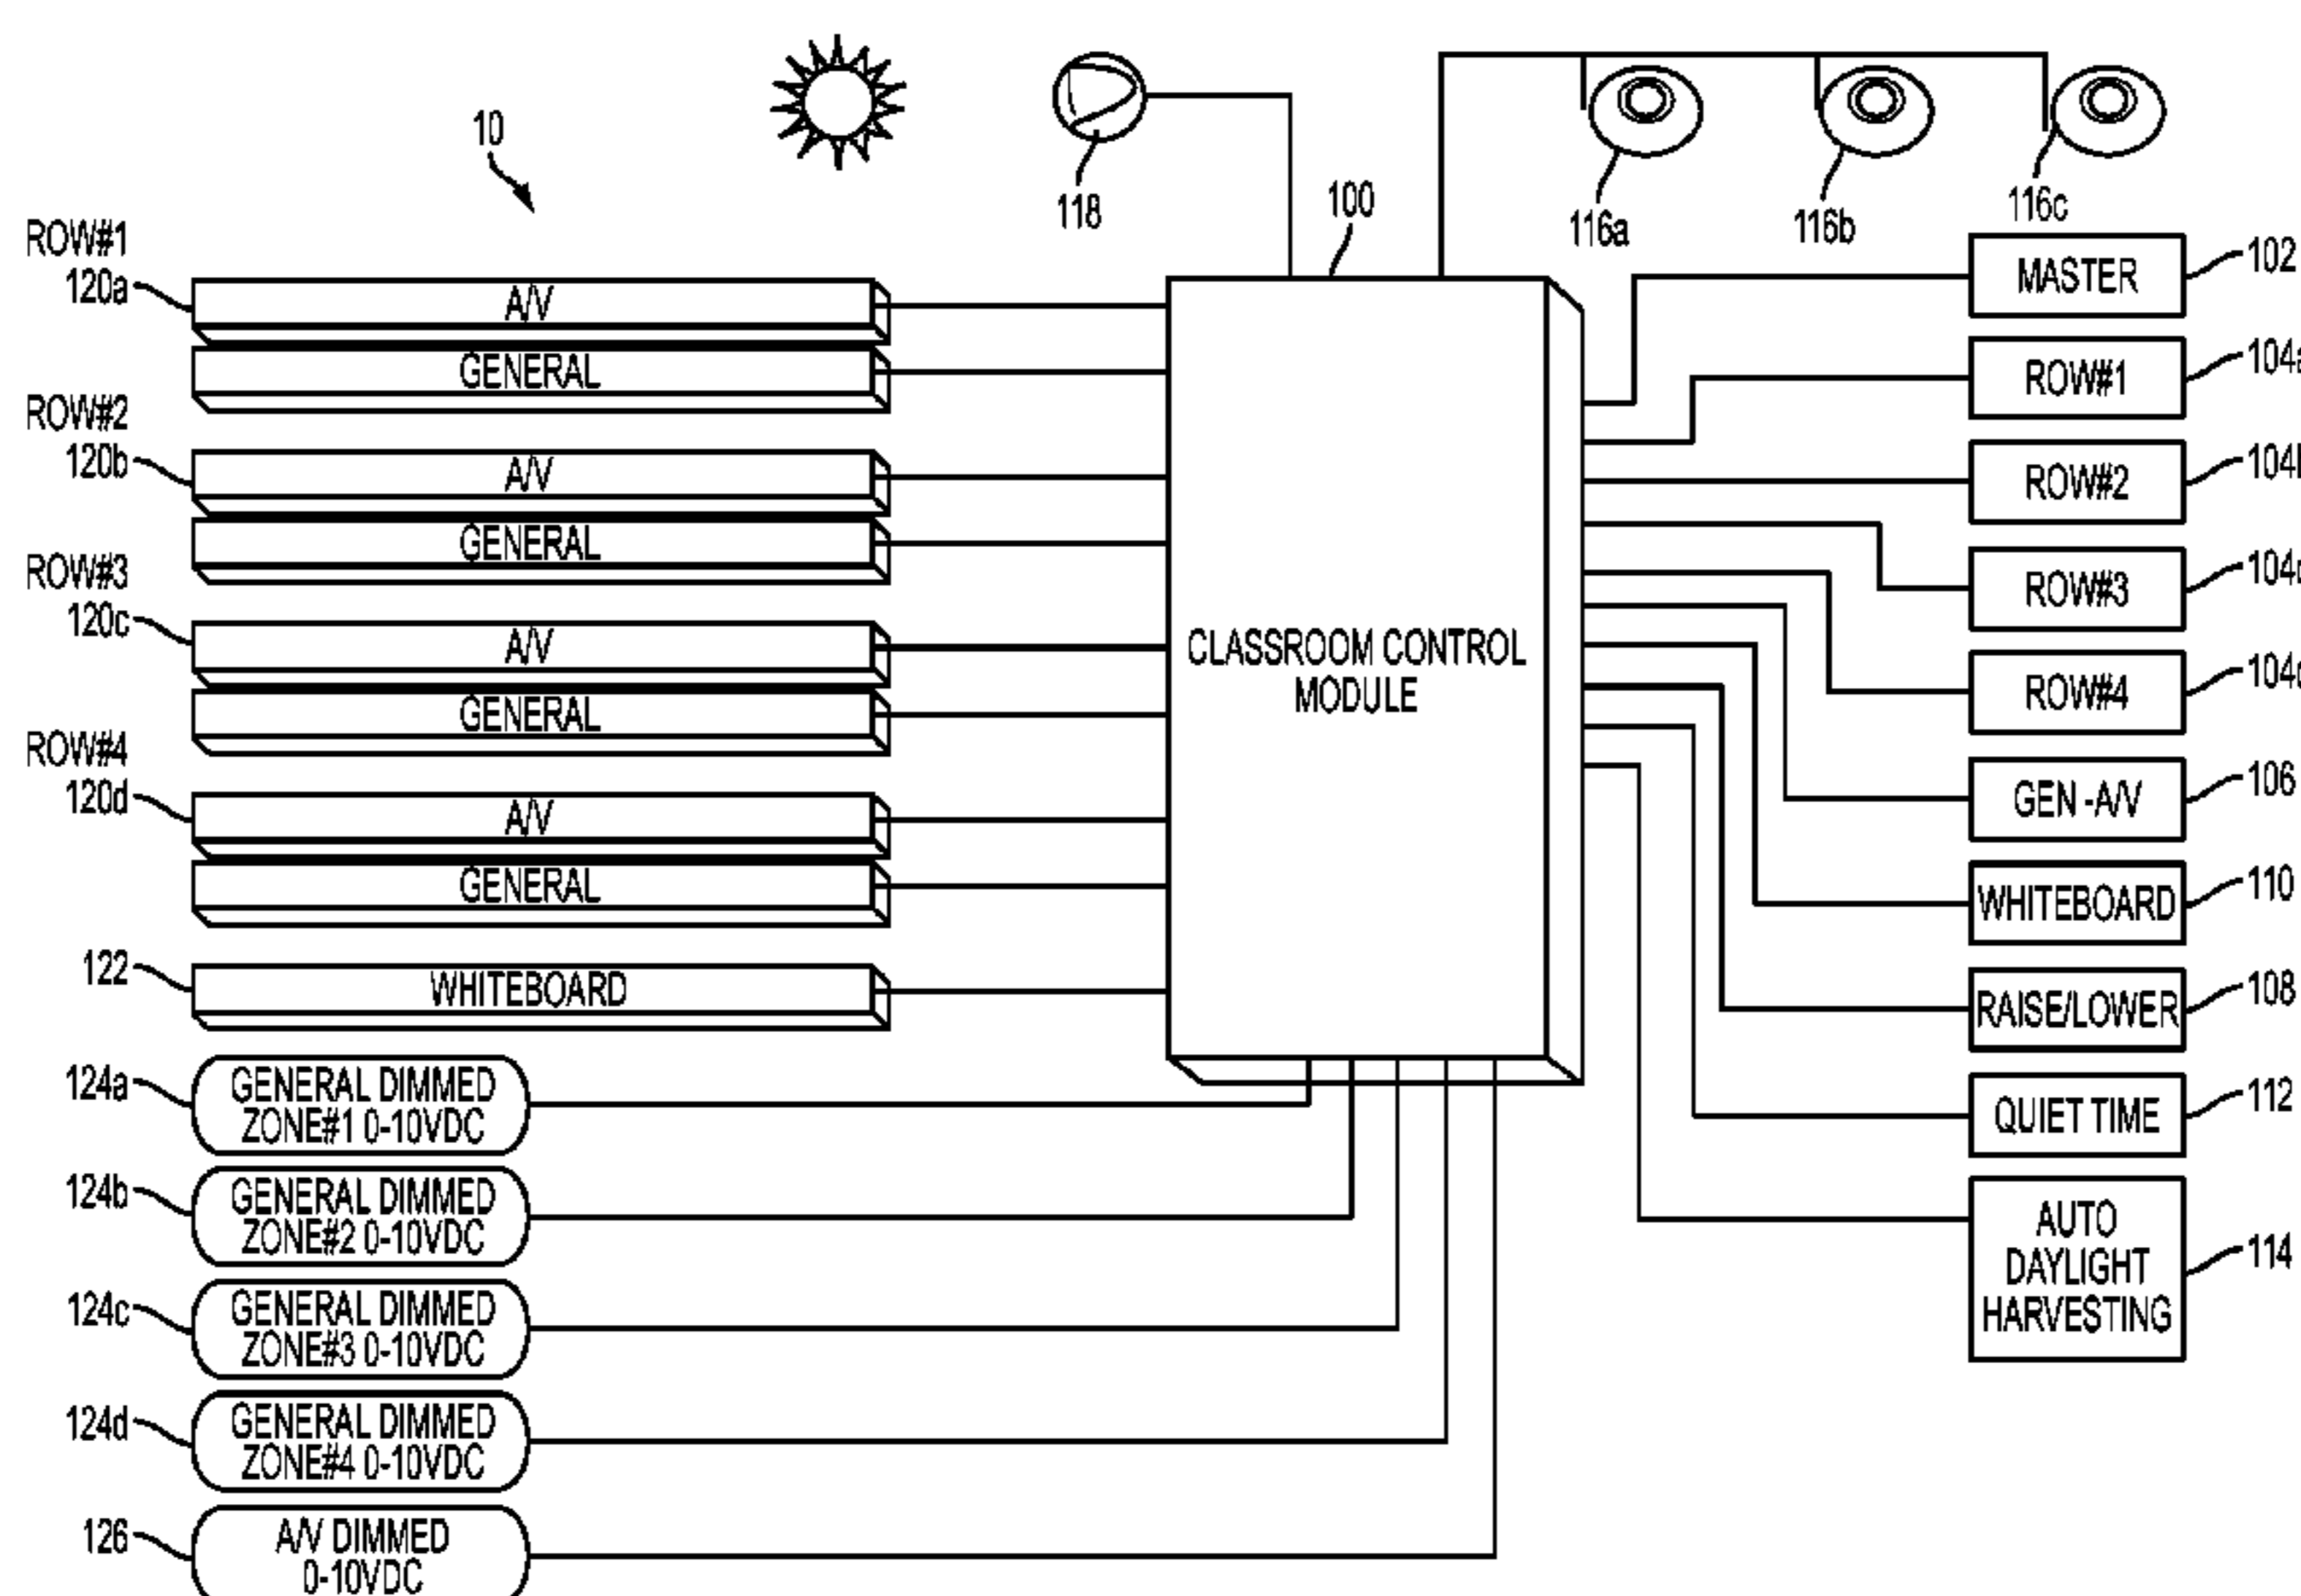 10
118
116a
116b
116c
100
ROW#1
120a
A/V
GENERAL
ROW#2
120b
A/V
GENERAL
ROW#3
120c
A/V
GENERAL
ROW#4
120d
A/V
GENERAL
122
WHITEBOARD
124a
GENERAL DIMMED
ZONE#1 0-10VDC
124b
GENERAL DIMMED
ZONE#2 0-10VDC
124c
GENERAL DIMMED
ZONE#3 0-10VDC
124d
GENERAL DIMMED
ZONE#4 0-10VDC
126
A/V DIMMED
0-10VDC
CLASSROOM CONTROL
MODULE
MASTER
102
ROW#1
104a
ROW#2
ROW#3
ROW#4
GEN -A/V
106
WHITEBOARD
110
RAISE/LOWER
108
QUIET TIME
112
AUTO
DAYLIGHT
HARVESTING
114